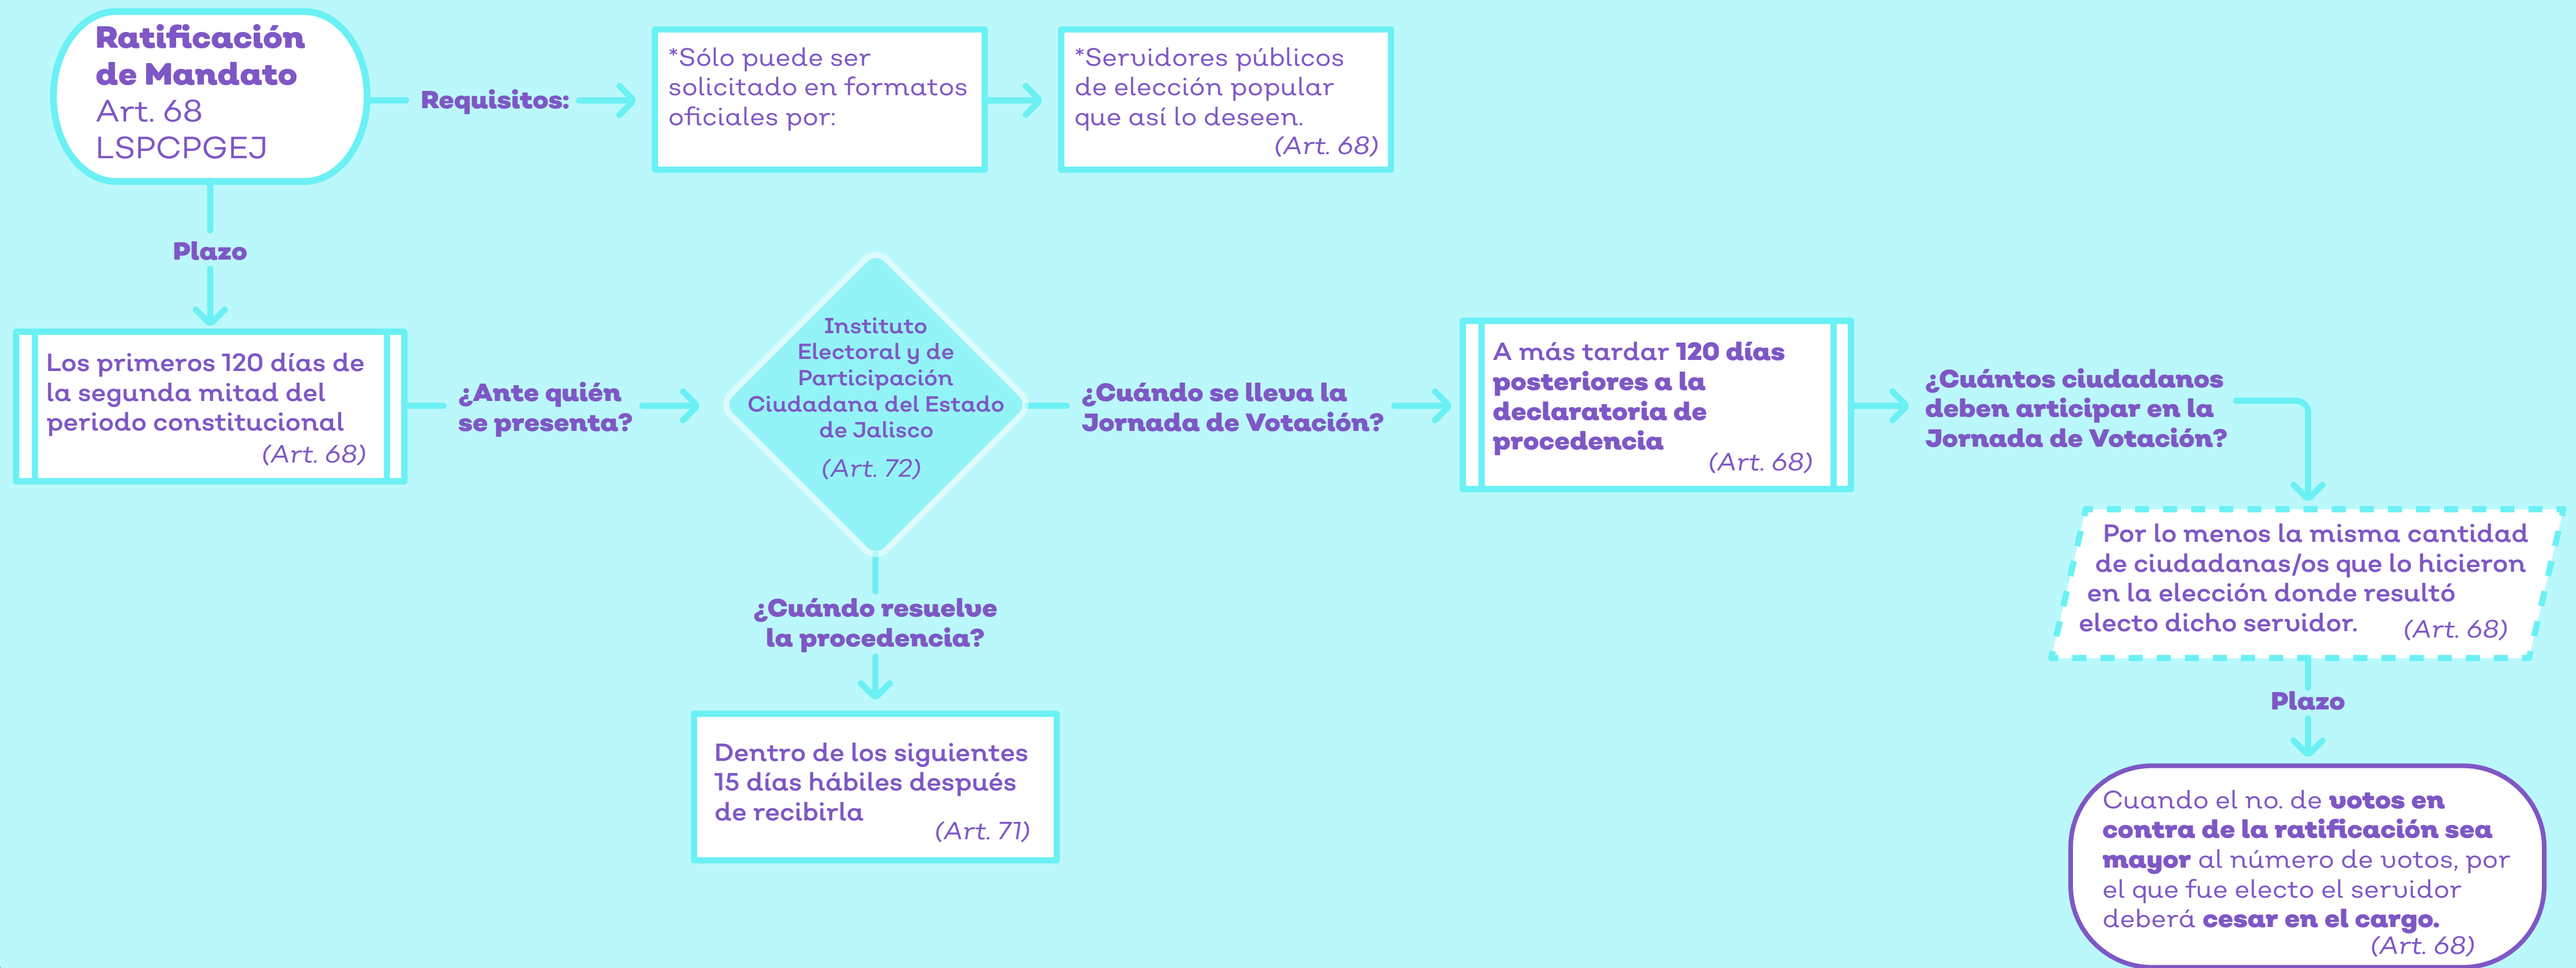 Ratificación
de Mandato
Art. 68
LSPCPGEJ
Requisitos:
*Sólo puede ser
solicitado en formatos
oficiales por:
*Servidores públicos
de elección popular
que así lo deseen.
(Art. 68)
Plazo
Los primeros 120 días de
la segunda mitad del
periodo constitucional
(Art. 68)
¿Ante quién
se presenta?
Instituto
Electoral y de
Participación
Ciudadana del Estado
de Jalisco
(Art. 72)
¿Cuándo resuelve
la procedencia?
Dentro de los siguientes
15 días hábiles después
de recibirla
(Art. 71)
¿Cuándo se lleva la
Jornada de Votación?
A más tardar 120 días
posteriores a la
declaratoria de
procedencia
(Art. 68)
¿Cuántos ciudadanos
deben articipar en la
Jornada de Votación?
Por lo menos la misma cantidad
de ciudadanas/os que lo hicieron
en la elección donde resultó
electo dicho servidor. (Art. 68)
Plazo
Cuando el no. de votos en
contra de la ratificación sea
mayor al número de votos, por
el que fue electo el servidor
deberá cesar en el cargo.
(Art. 68)